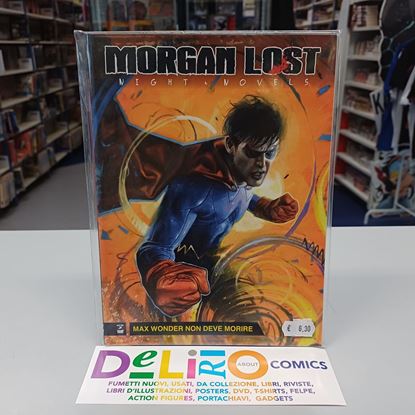 MORGAN LOST
NIGHT NOVELS
MAX WONDER NON DEVE MORIRE
€ 6,30
DeLiRiO ABOUT COMICS
FUMETTI NUOVI, USATI, DA COLLEZIONE, LIBRI, RIVISTE,
LIBRI D'ILLUSTRAZIONI, POSTERS, DVD, T-SHIRTS, FELPE,
ACTION FIGURES, PORTACHIAVI, GADGETS